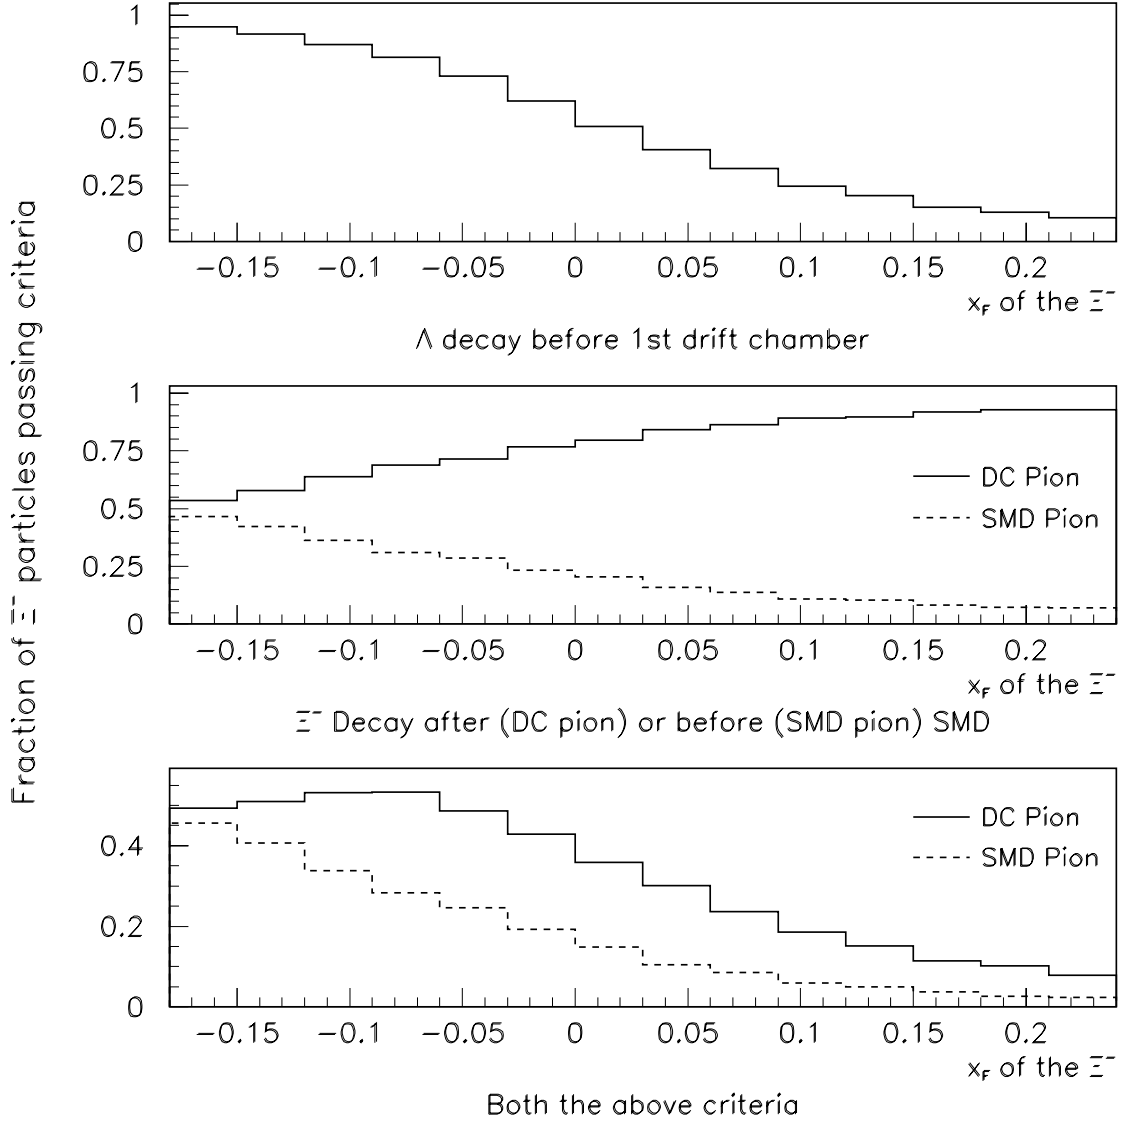 Fraction of Ξ⁻ particles passing criteria
1
0.75
0.5
0.25
0
−0.15 −0.1 −0.05 0 0.05 0.1 0.15 0.2
x_F of the Ξ⁻
Λ decay before 1st drift chamber
1
0.75
0.5
0.25
0
DC Pion
SMD Pion
−0.15 −0.1 −0.05 0 0.05 0.1 0.15 0.2
x_F of the Ξ⁻
Ξ⁻ Decay after (DC pion) or before (SMD pion) SMD
0.4
0.2
0
DC Pion
SMD Pion
−0.15 −0.1 −0.05 0 0.05 0.1 0.15 0.2
x_F of the Ξ⁻
Both the above criteria